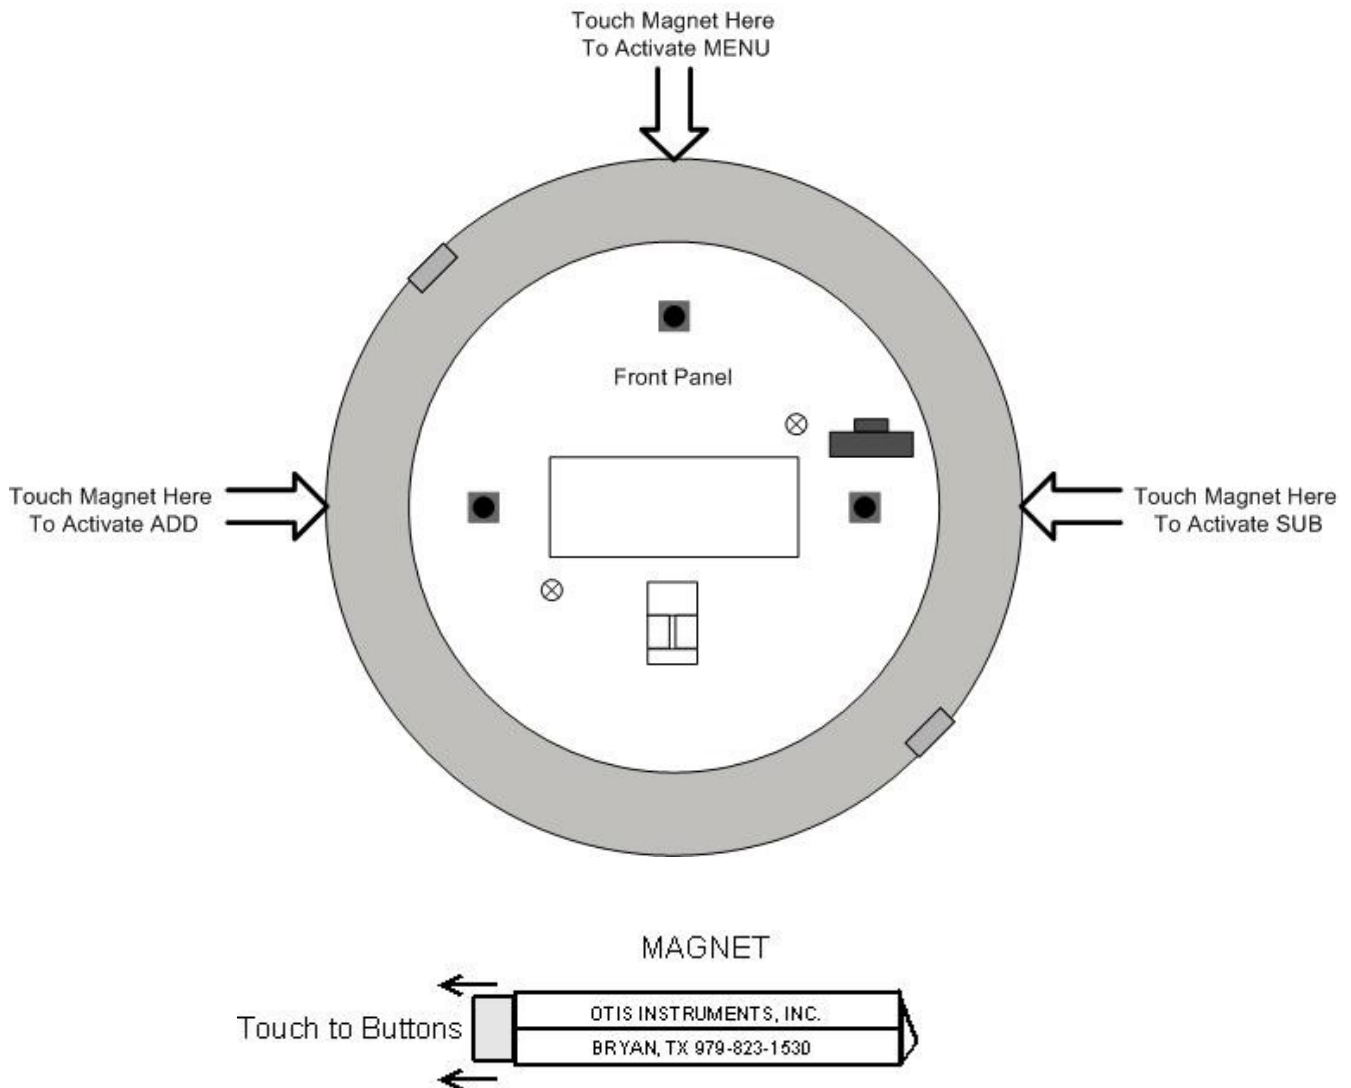 Touch Magnet Here
To Activate MENU
Front Panel
Touch Magnet Here
To Activate ADD
Touch Magnet Here
To Activate SUB
MAGNET
Touch to Buttons
OTIS INSTRUMENTS, INC.
BRYAN, TX 979-823-1530